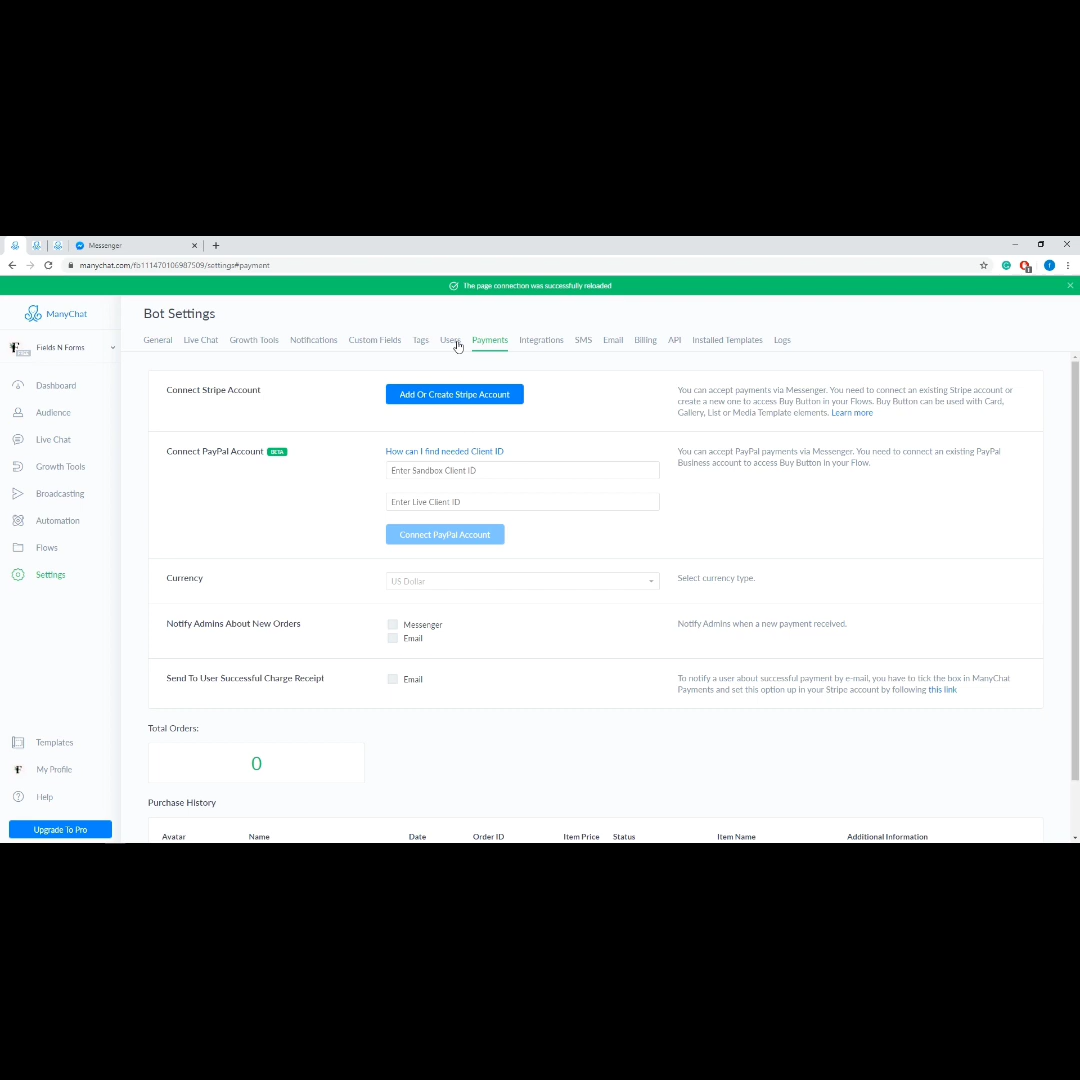 Messenger
manychat.com/fb111470106987509/settings#payment
The page connection was successfully reloaded
ManyChat
Bot Settings
Fields N Forms
General Live Chat Growth Tools Notifications Custom Fields Tags Users Payments Integrations SMS Email Billing API Installed Templates Logs
Dashboard
Audience
Live Chat
Growth Tools
Broadcasting
Automation
Flows
Settings
Templates
My Profile
Help
Upgrade To Pro
Connect Stripe Account
Add Or Create Stripe Account
You can accept payments via Messenger. You need to connect an existing Stripe account or
create a new one to access Buy Button in your Flows. Buy Button can be used with Card,
Gallery, List or Media Template elements. Learn more
Connect PayPal Account BETA
How can I find needed Client ID
Enter Sandbox Client ID
Enter Live Client ID
Connect PayPal Account
You can accept PayPal payments via Messenger. You need to connect an existing PayPal
Business account to access Buy Button in your Flow.
Currency
US Dollar
Select currency type.
Notify Admins About New Orders
Messenger
Email
Notify Admins when a new payment received.
Send To User Successful Charge Receipt
Email
To notify a user about successful payment by e-mail, you have to tick the box in ManyChat
Payments and set this option up in your Stripe account by following this link
Total Orders:
0
Purchase History
Avatar Name Date Order ID Item Price Status Item Name Additional Information